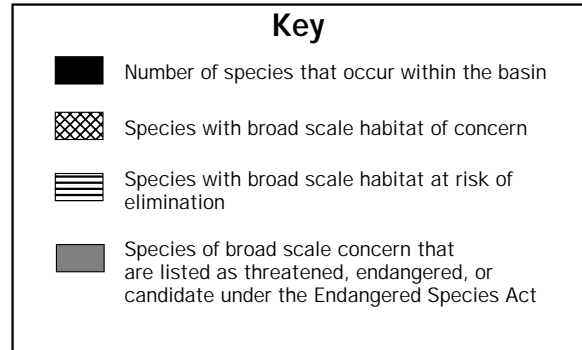 Key
Number of species that occur within the basin
Species with broad scale habitat of concern
Species with broad scale habitat at risk of
elimination
Species of broad scale concern that
are listed as threatened, endangered, or
candidate under the Endangered Species Act